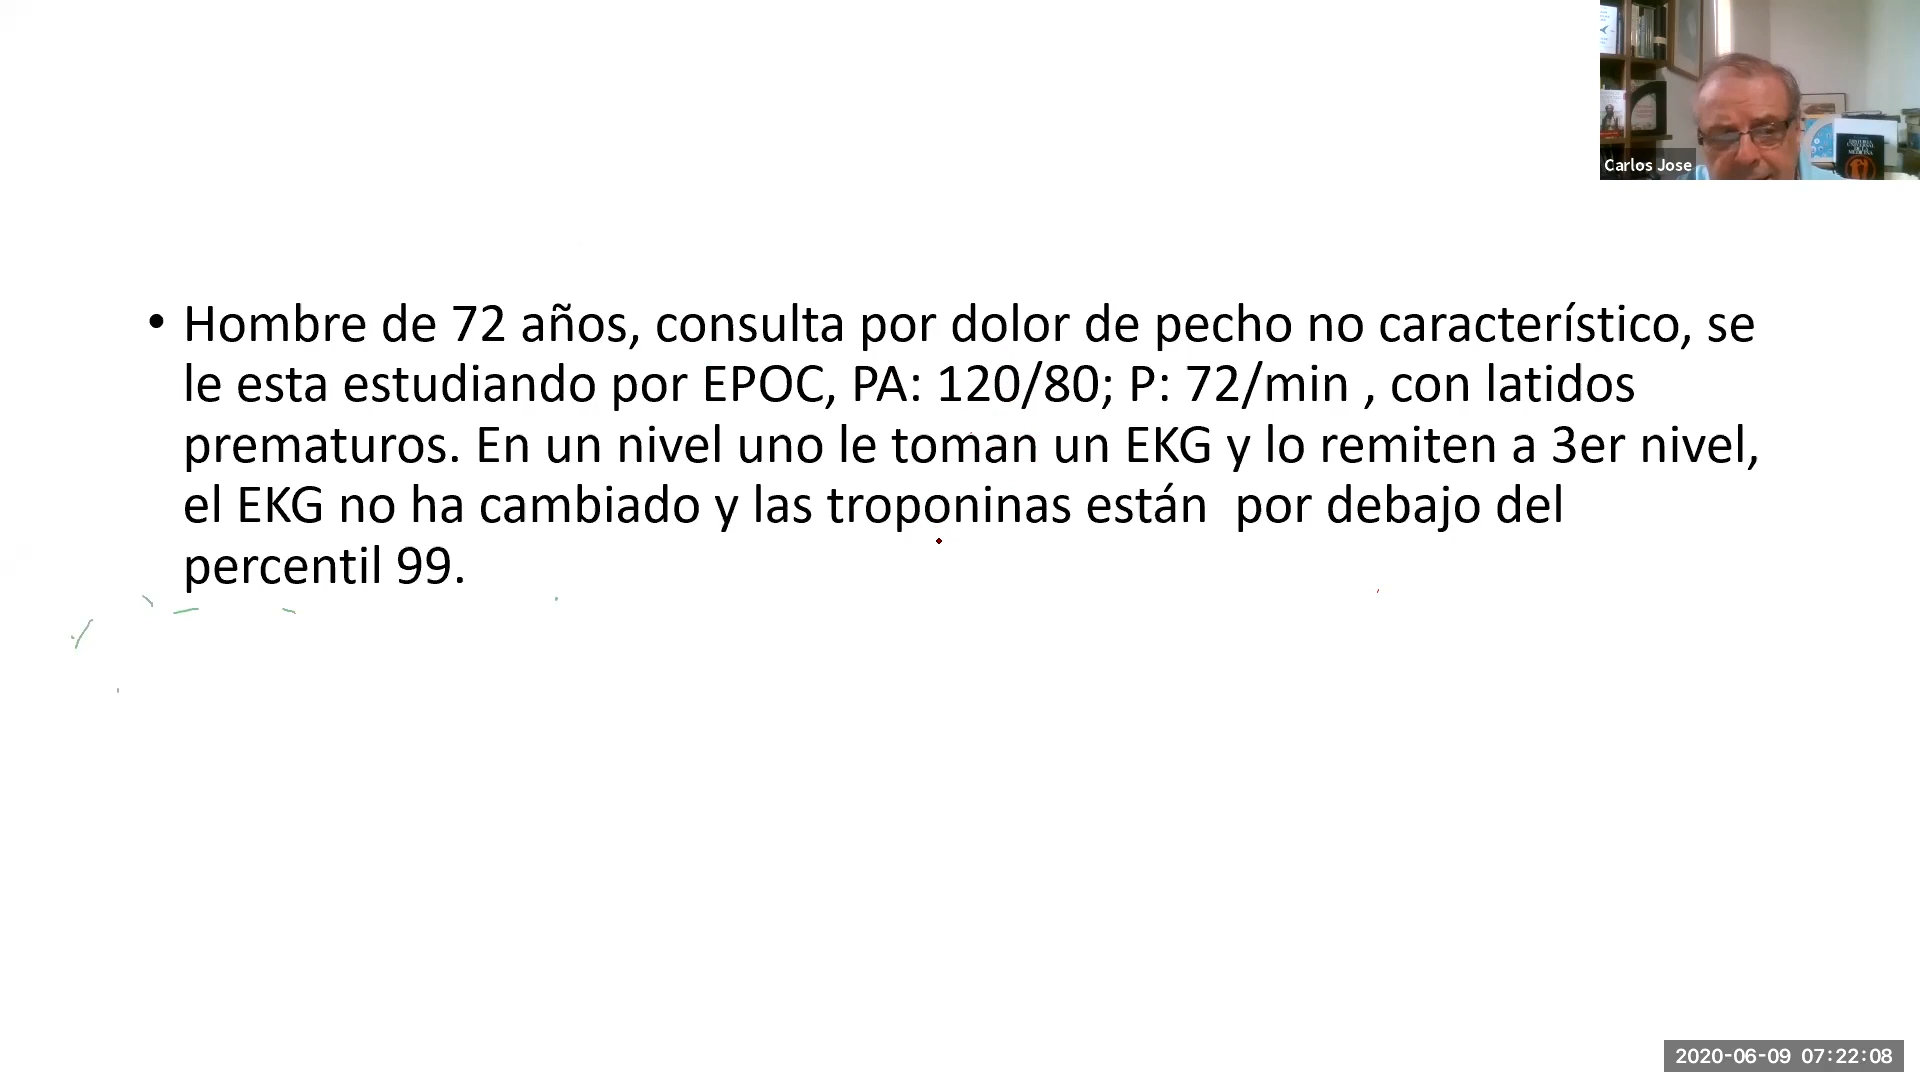 Carlos Jose
• Hombre de 72 años, consulta por dolor de pecho no característico, se
le esta estudiando por EPOC, PA: 120/80; P: 72/min , con latidos
prematuros. En un nivel uno le toman un EKG y lo remiten a 3er nivel,
el EKG no ha cambiado y las troponinas están  por debajo del
percentil 99.
2020-06-09 07:22:08